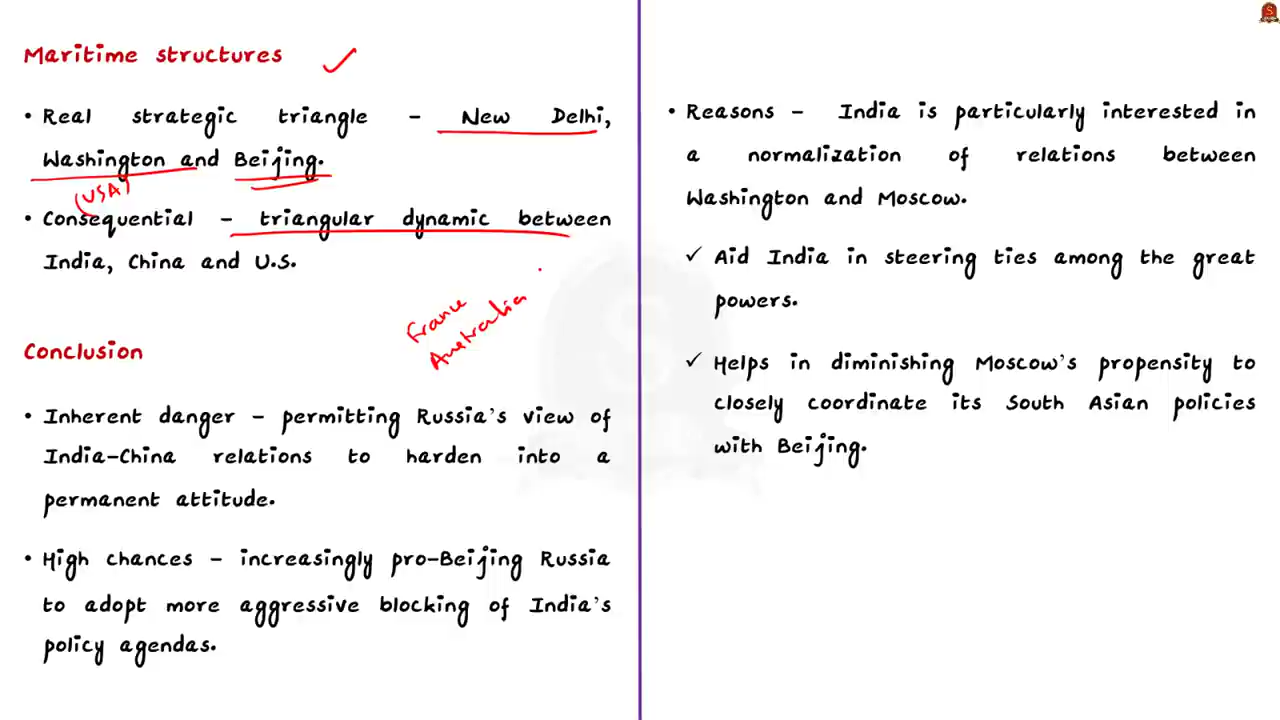 Maritime structures
• Real strategic triangle – New Delhi,
Washington and Beijing.
(USA)
• Consequential – triangular dynamic between
India, China and U.S.
France
Australia
Conclusion
• Inherent danger – permitting Russia's view of
India-China relations to harden into a
permanent attitude.
• High chances – increasingly pro-Beijing Russia
to adopt more aggressive blocking of India's
policy agendas.
• Reasons – India is particularly interested in
a normalization of relations between
Washington and Moscow.
✓ Aid India in steering ties among the great
powers.
✓ Helps in diminishing Moscow's propensity to
closely coordinate its South Asian policies
with Beijing.